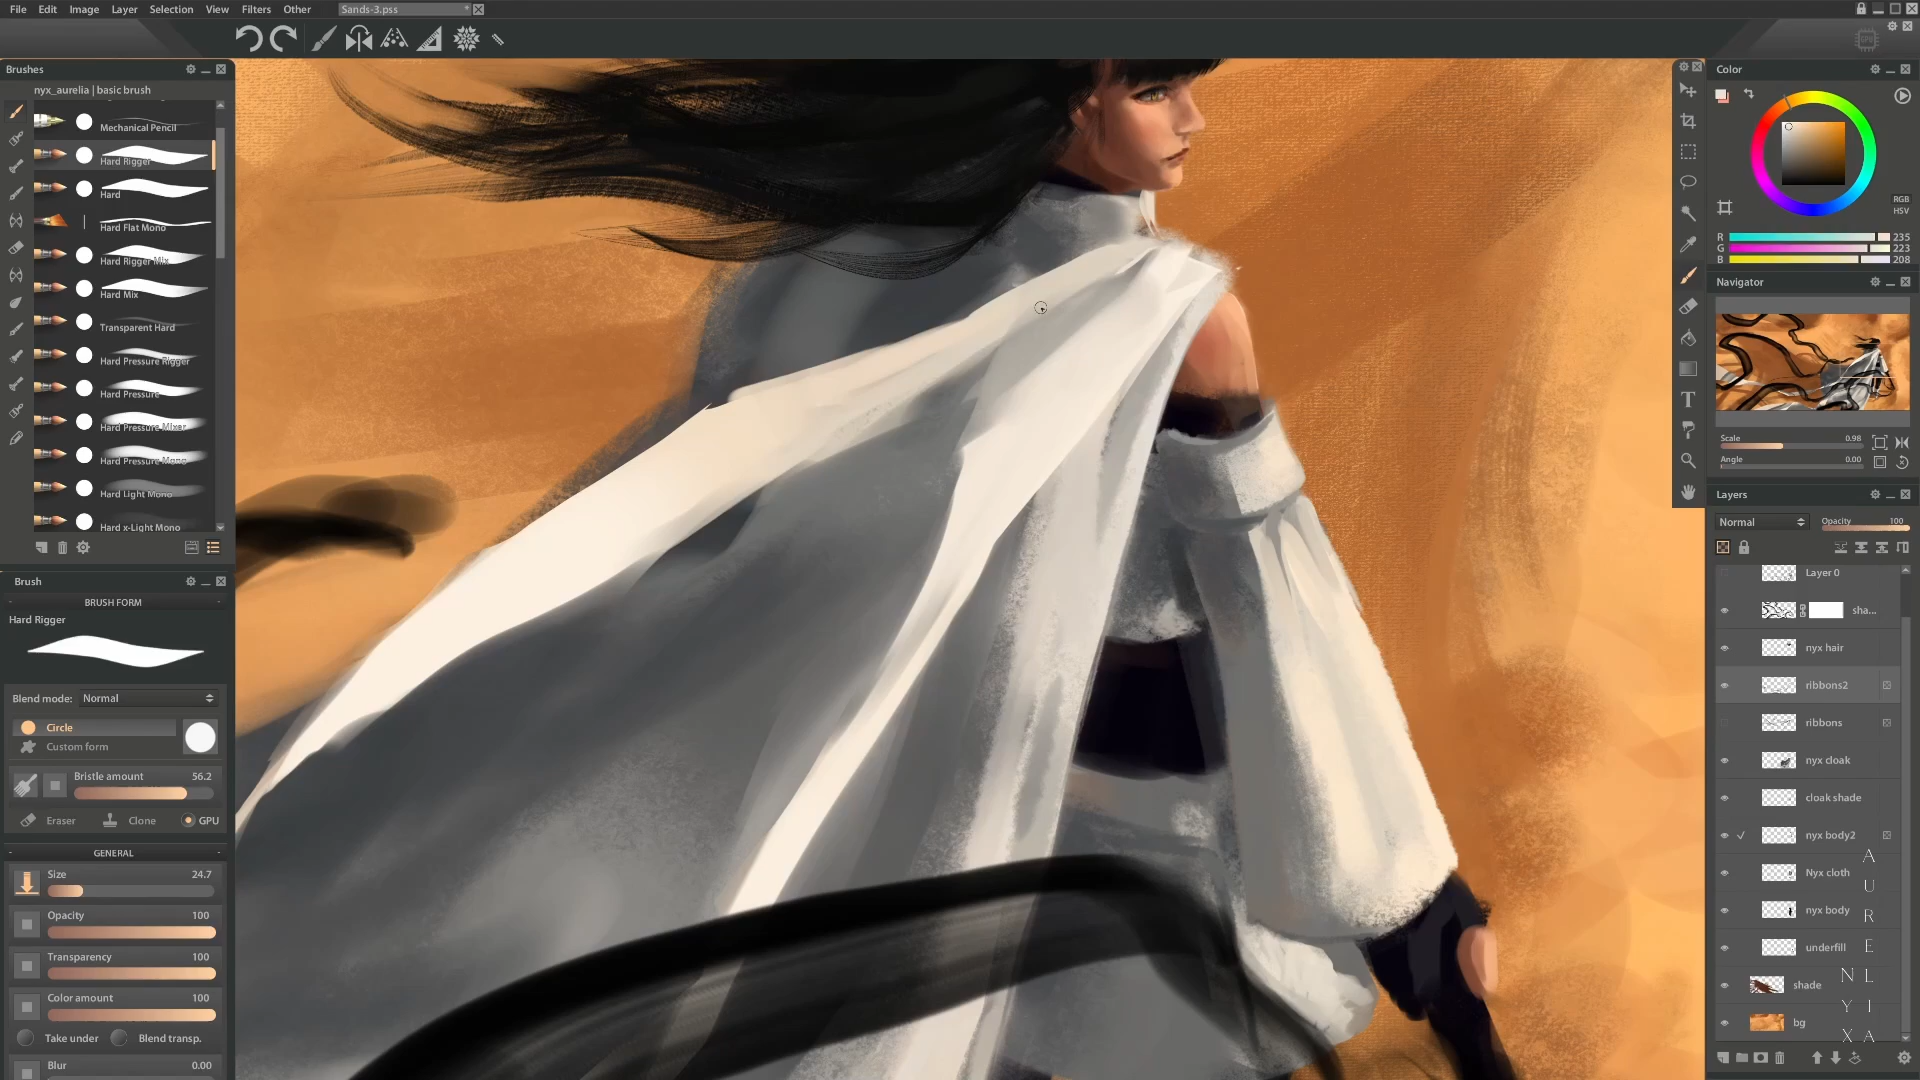 File Edit Image Layer Selection View Filters Other
Sands-3.pss *
Brushes
nyx_aurelia | basic brush
Mechanical Pencil
Hard Rigger
Hard
Hard Flat Mono
Hard Rigger Mix
Hard Mix
Transparent Hard
Hard Pressure Rigger
Hard Pressure
Hard Pressure Mixer
Hard Pressure Mono
Hard Light Mono
Hard x-Light Mono
Brush
BRUSH FORM
Hard Rigger
Blend mode: Normal
Circle
Custom form
Bristle amount 56.2
Eraser Clone GPU
GENERAL
Size 24.7
Opacity 100
Transparency 100
Color amount 100
Take under Blend transp.
Blur 0.00
Color
RGB
HSV
R 235
G 223
B 208
Navigator
Scale 0.98
Angle 0.00
Layers
Normal Opacity 100
Layer 0
sha...
nyx hair
ribbons2
ribbons
nyx cloak
cloak shade
nyx body2
Nyx cloth
nyx body
underfill
shade
bg
NYX
AURELIA